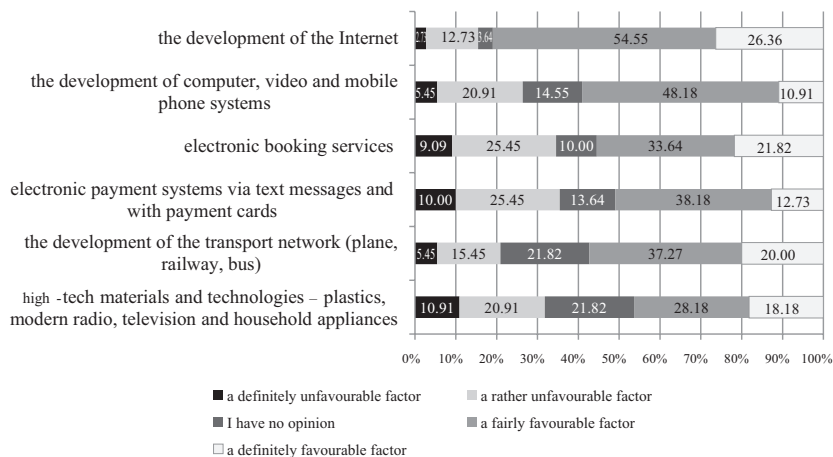 the development of the Internet
2.73 12.73 3.64 54.55 26.36
the development of computer, video and mobile
phone systems
5.45 20.91 14.55 48.18 10.91
electronic booking services
9.09 25.45 10.00 33.64 21.82
electronic payment systems via text messages and
with payment cards
10.00 25.45 13.64 38.18 12.73
the development of the transport network (plane,
railway, bus)
5.45 15.45 21.82 37.27 20.00
high -tech materials and technologies – plastics,
modern radio, television and household appliances
10.91 20.91 21.82 28.18 18.18
0% 10% 20% 30% 40% 50% 60% 70% 80% 90% 100%
a definitely unfavourable factor a rather unfavourable factor
I have no opinion a fairly favourable factor
a definitely favourable factor